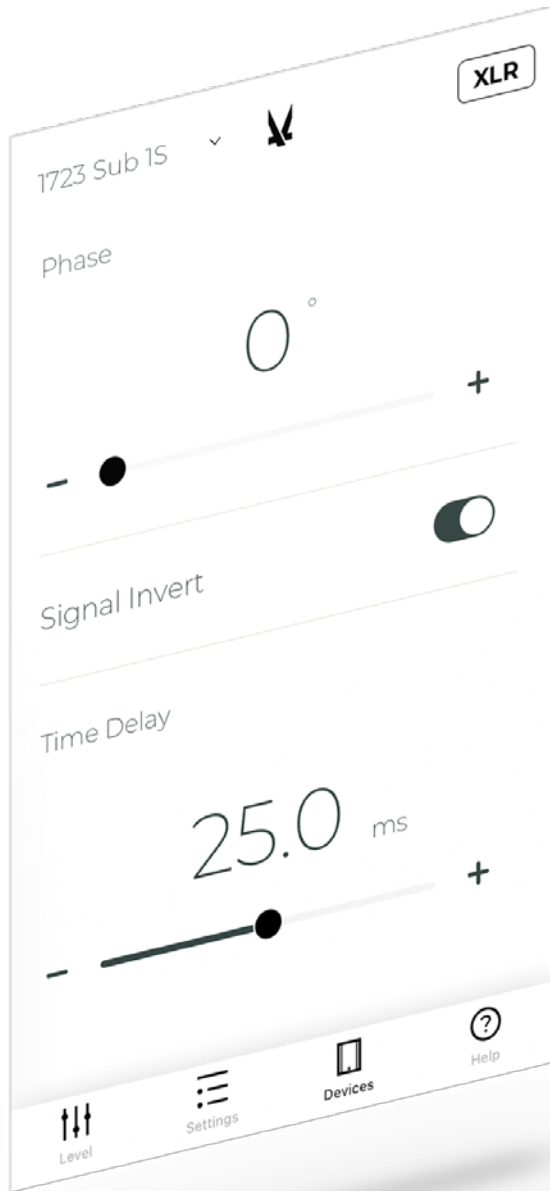 XLR
1723 Sub 1S
Phase
0 °
- +
Signal Invert
Time Delay
25.0 ms
- +
Level Settings Devices Help